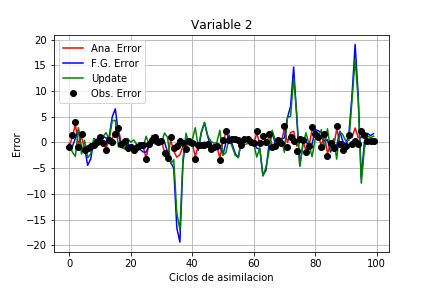 Variable 2
Ana. Error
F.G. Error
Update
Obs. Error
Error
20
15
10
5
0
−5
−10
−15
−20
0 20 40 60 80 100
Ciclos de asimilacion